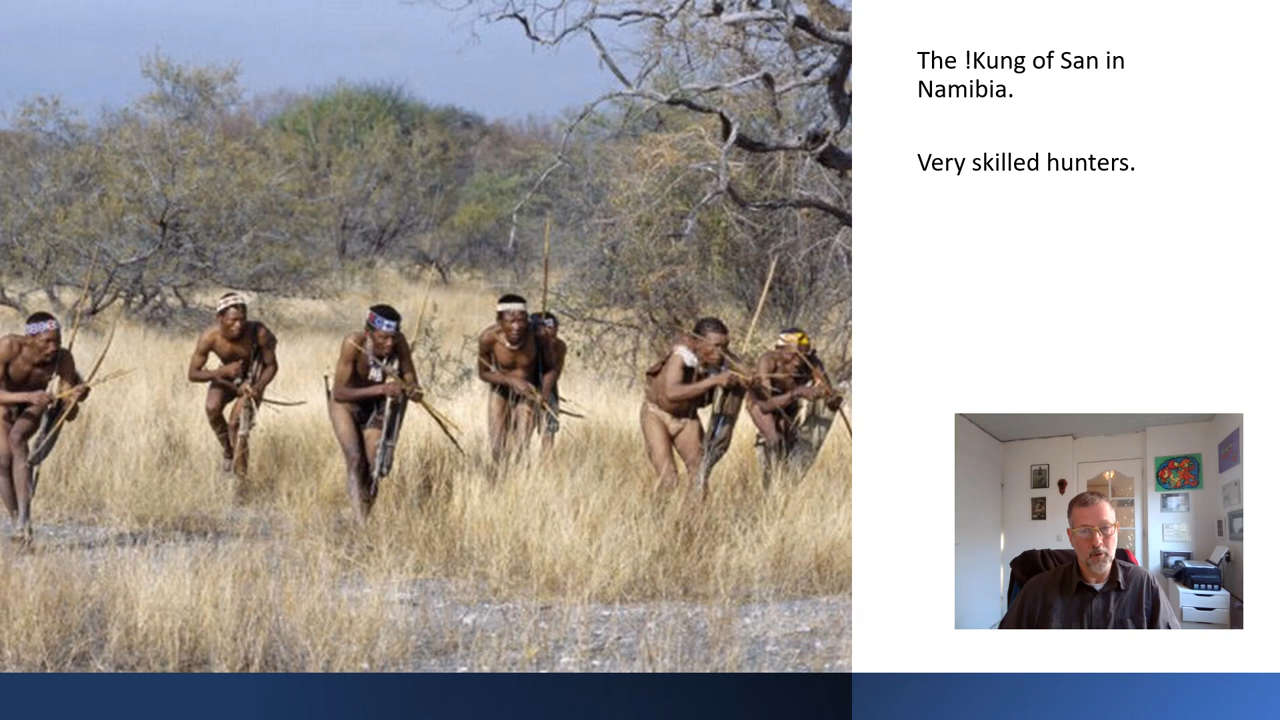 The !Kung of San in
Namibia.
Very skilled hunters.